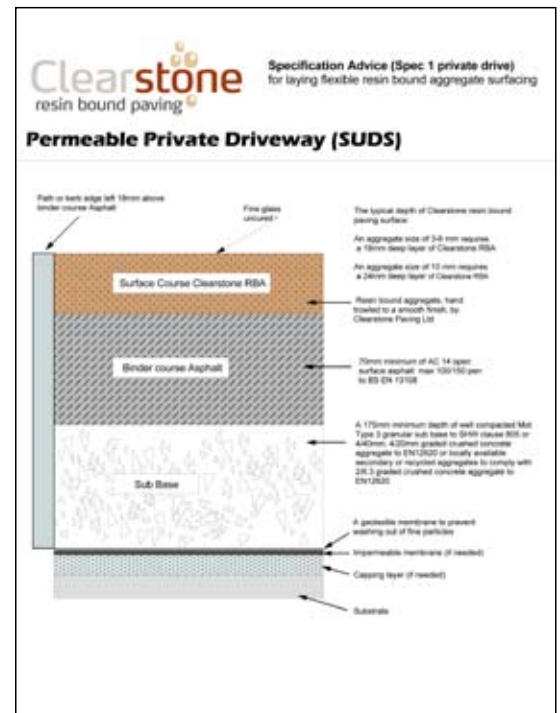 Clearstone
resin bound paving
Specification Advice (Spec 1 private drive)
for laying flexible resin bound aggregate surfacing
Permeable Private Driveway (SUDS)
Path or kerb edge left 18mm above
binder course Asphalt
Fine glass
uncured
The typical depth of Clearstone resin bound
paving surface:
An aggregate size of 3-6 mm requires
a 18mm deep layer of Clearstone RBA
An aggregate size of 10 mm requires
a 24mm deep layer of Clearstone RBA
Surface Course Clearstone RBA
Resin bound aggregate, hand
trowled to a smooth finish, by
Clearstone Paving Ltd
Binder course Asphalt
70mm minimum of AC 14 open
surface asphalt max 100/150 pen
to BS EN 13108
A 175mm minimum depth of well compacted Mot
Type 3 granular sub base to SHW clause 805 or
4/40mm, 4/20mm graded crushed concrete
aggregate to EN12620 or locally available
secondary or recycled aggregates to comply with
2/6.3 graded crushed concrete aggregate to
EN12620
Sub Base
A geotextile membrane to prevent
washing out of fine particles
Impermeable membrane (if needed)
Capping layer (if needed)
Substrate